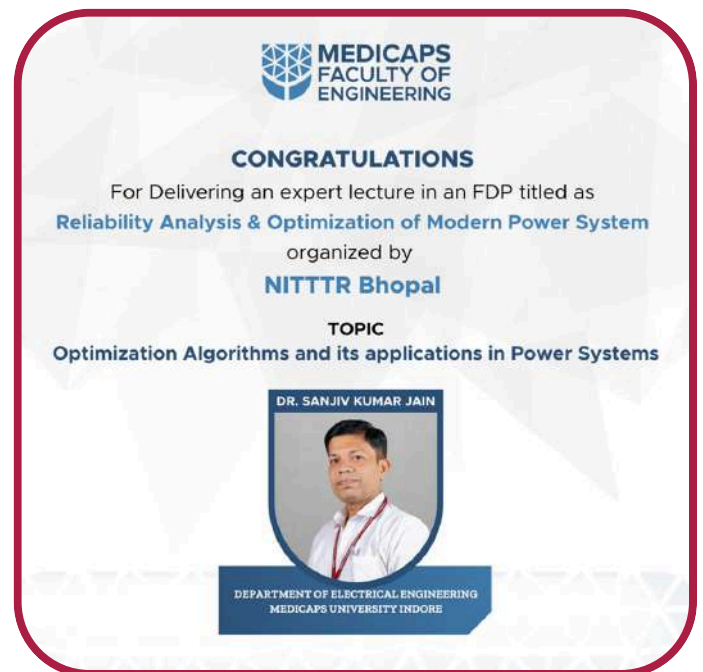 MEDICAPS
FACULTY OF
ENGINEERING
CONGRATULATIONS
For Delivering an expert lecture in an FDP titled as
Reliability Analysis & Optimization of Modern Power System
organized by
NITTTR Bhopal
TOPIC
Optimization Algorithms and its applications in Power Systems
DR. SANJIV KUMAR JAIN
DEPARTMENT OF ELECTRICAL ENGINEERING
MEDICAPS UNIVERSITY INDORE